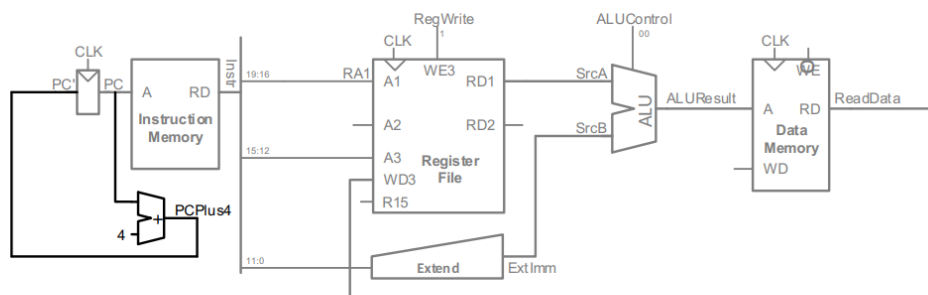 RegWrite
ALUControl
CLK
CLK
1
00
CLK
PC'
PC
A
RD
Instruction
Memory
Instr
19:16
RA1
A1
WE3
RD1
SrcA
A2
RD2
SrcB
ALU
ALUResult
WE
A
RD
ReadData
Data
Memory
15:12
A3
Register
File
WD3
WD
R15
PCPlus4
+
4
11:0
Extend
ExtImm